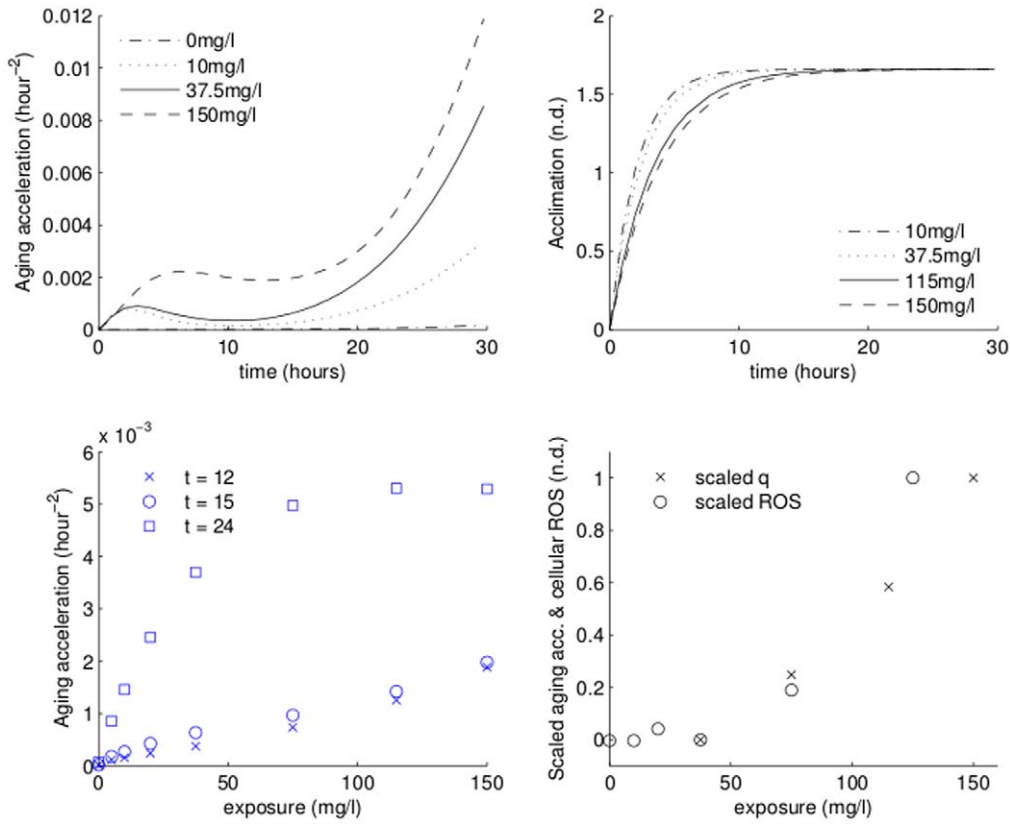 0.012
0.01
0.008
0.006
0.004
0.002
0
Aging acceleration (hour⁻²)
0mg/l
10mg/l
37.5mg/l
150mg/l
0 10 20 30
time (hours)
2
1.5
1
0.5
0
Acclimation (n.d.)
10mg/l
37.5mg/l
115mg/l
150mg/l
0 10 20 30
time (hours)
x 10⁻³
6
5
4
3
2
1
0
Aging acceleration (hour⁻²)
t = 12
t = 15
t = 24
0 50 100 150
exposure (mg/l)
1
0.8
0.6
0.4
0.2
0
Scaled aging acc. & cellular ROS (n.d.)
scaled q
scaled ROS
0 50 100 150
exposure (mg/l)